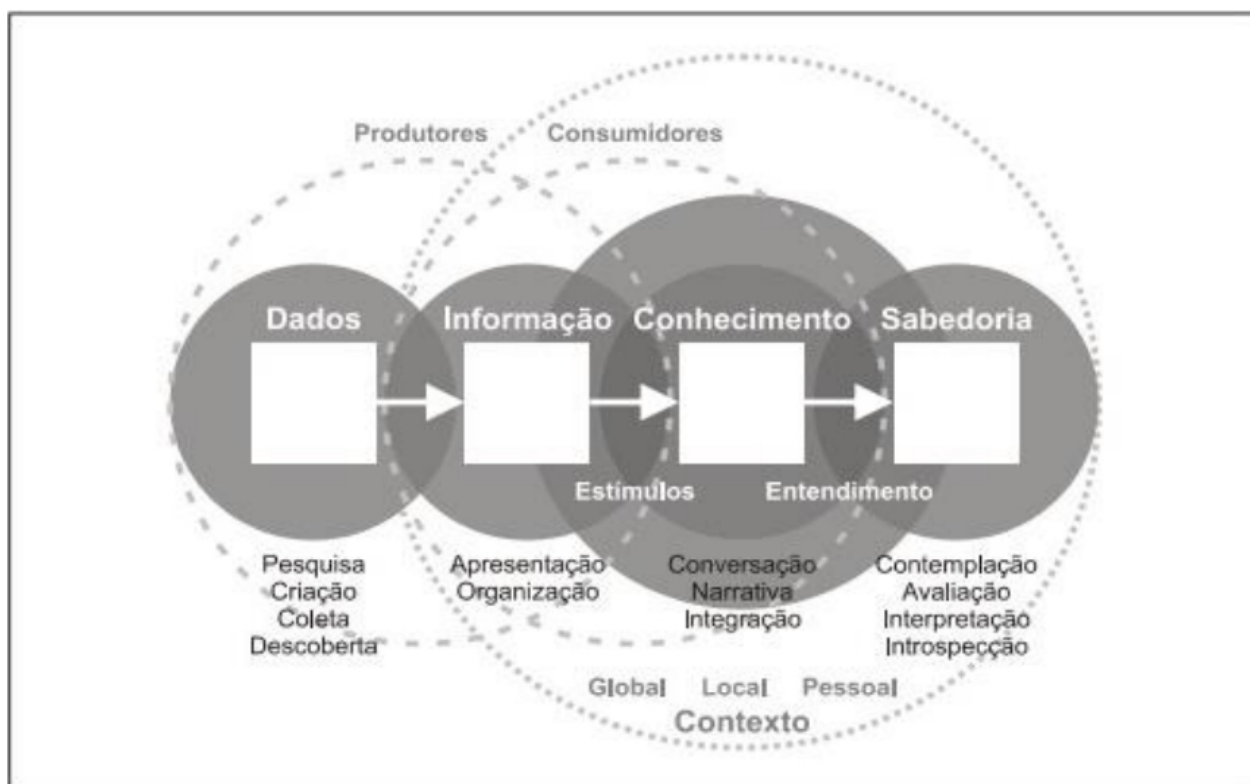 Produtores
Consumidores
Dados
Informação
Conhecimento
Sabedoria
Estímulos
Entendimento
Pesquisa
Criação
Coleta
Descoberta
Apresentação
Organização
Conversação
Narrativa
Integração
Contemplação
Avaliação
Interpretação
Introspecção
Global Local Pessoal
Contexto